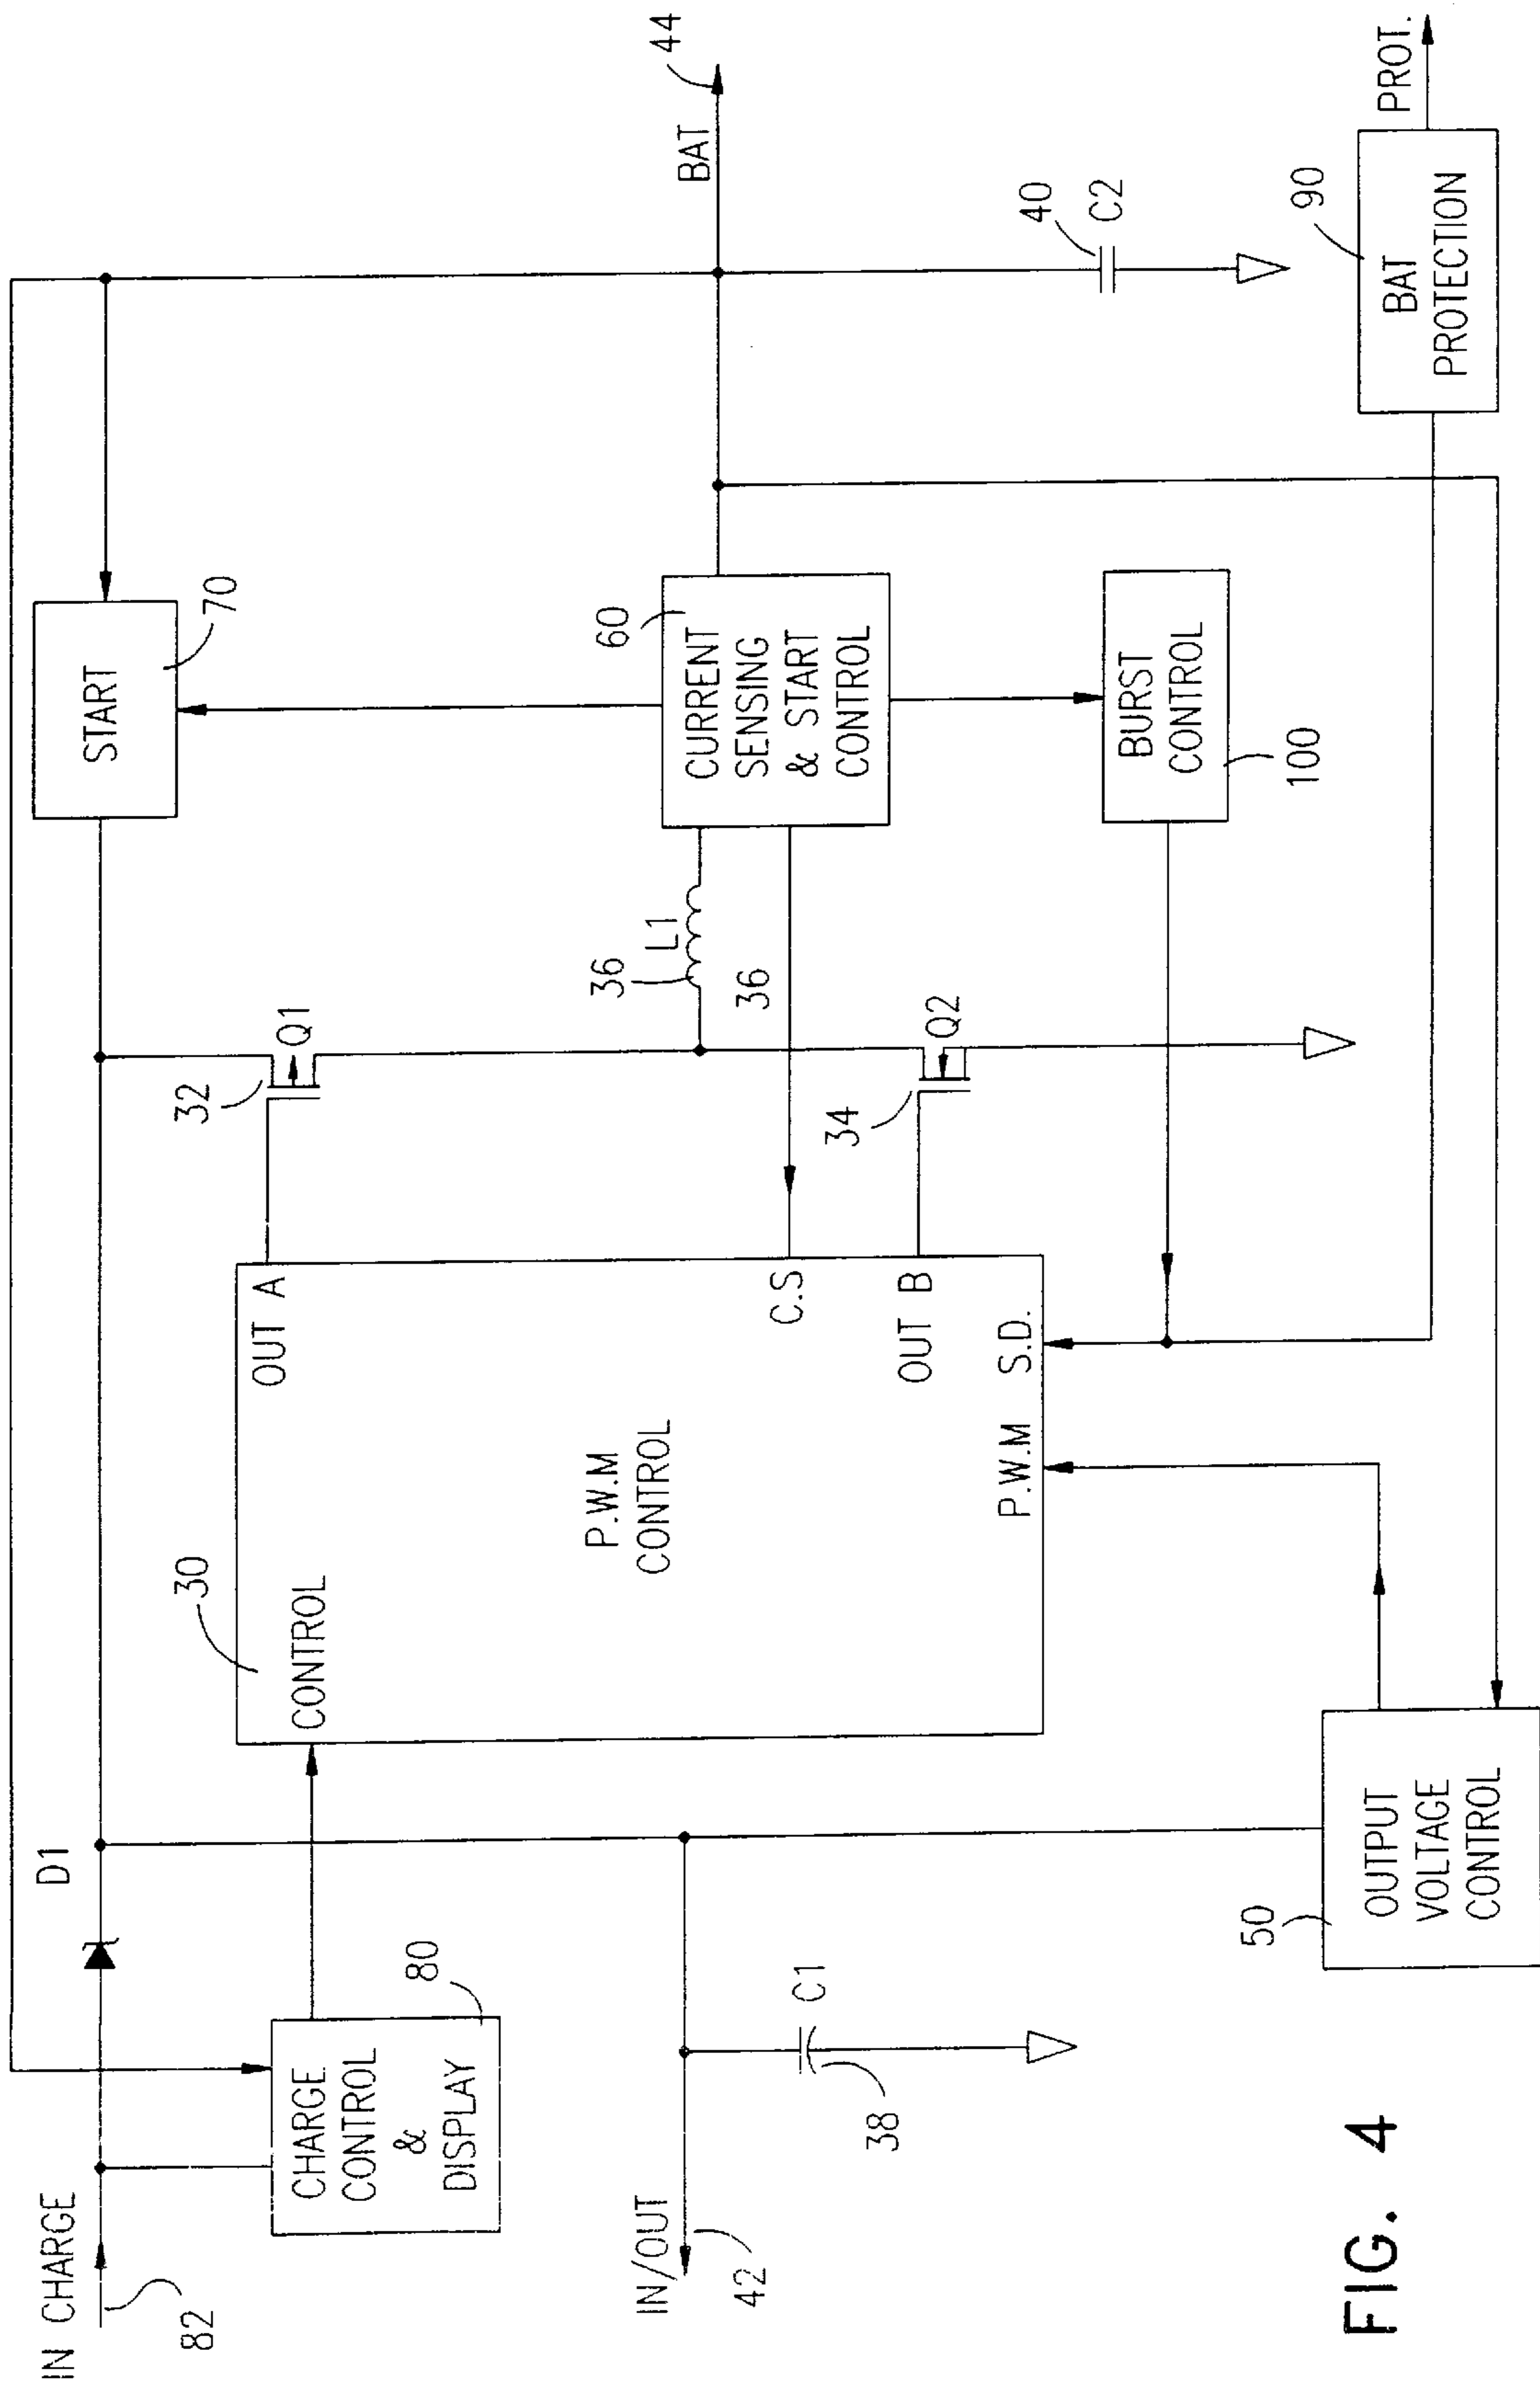 IN CHARGE
82
D1
START
70
CHARGE
CONTROL
&
DISPLAY
80
30
CONTROL
OUT A
32
Q1
P.W.M
CONTROL
C.S
OUT B
P.W.M
S.D.
36
L1
36
34
Q2
60
CURRENT
SENSING
& START
CONTROL
BAT
44
IN/OUT
42
C1
38
BURST
CONTROL
100
40
C2
50
OUTPUT
VOLTAGE
CONTROL
90
BAT
PROTECTION
PROT.
FIG. 4